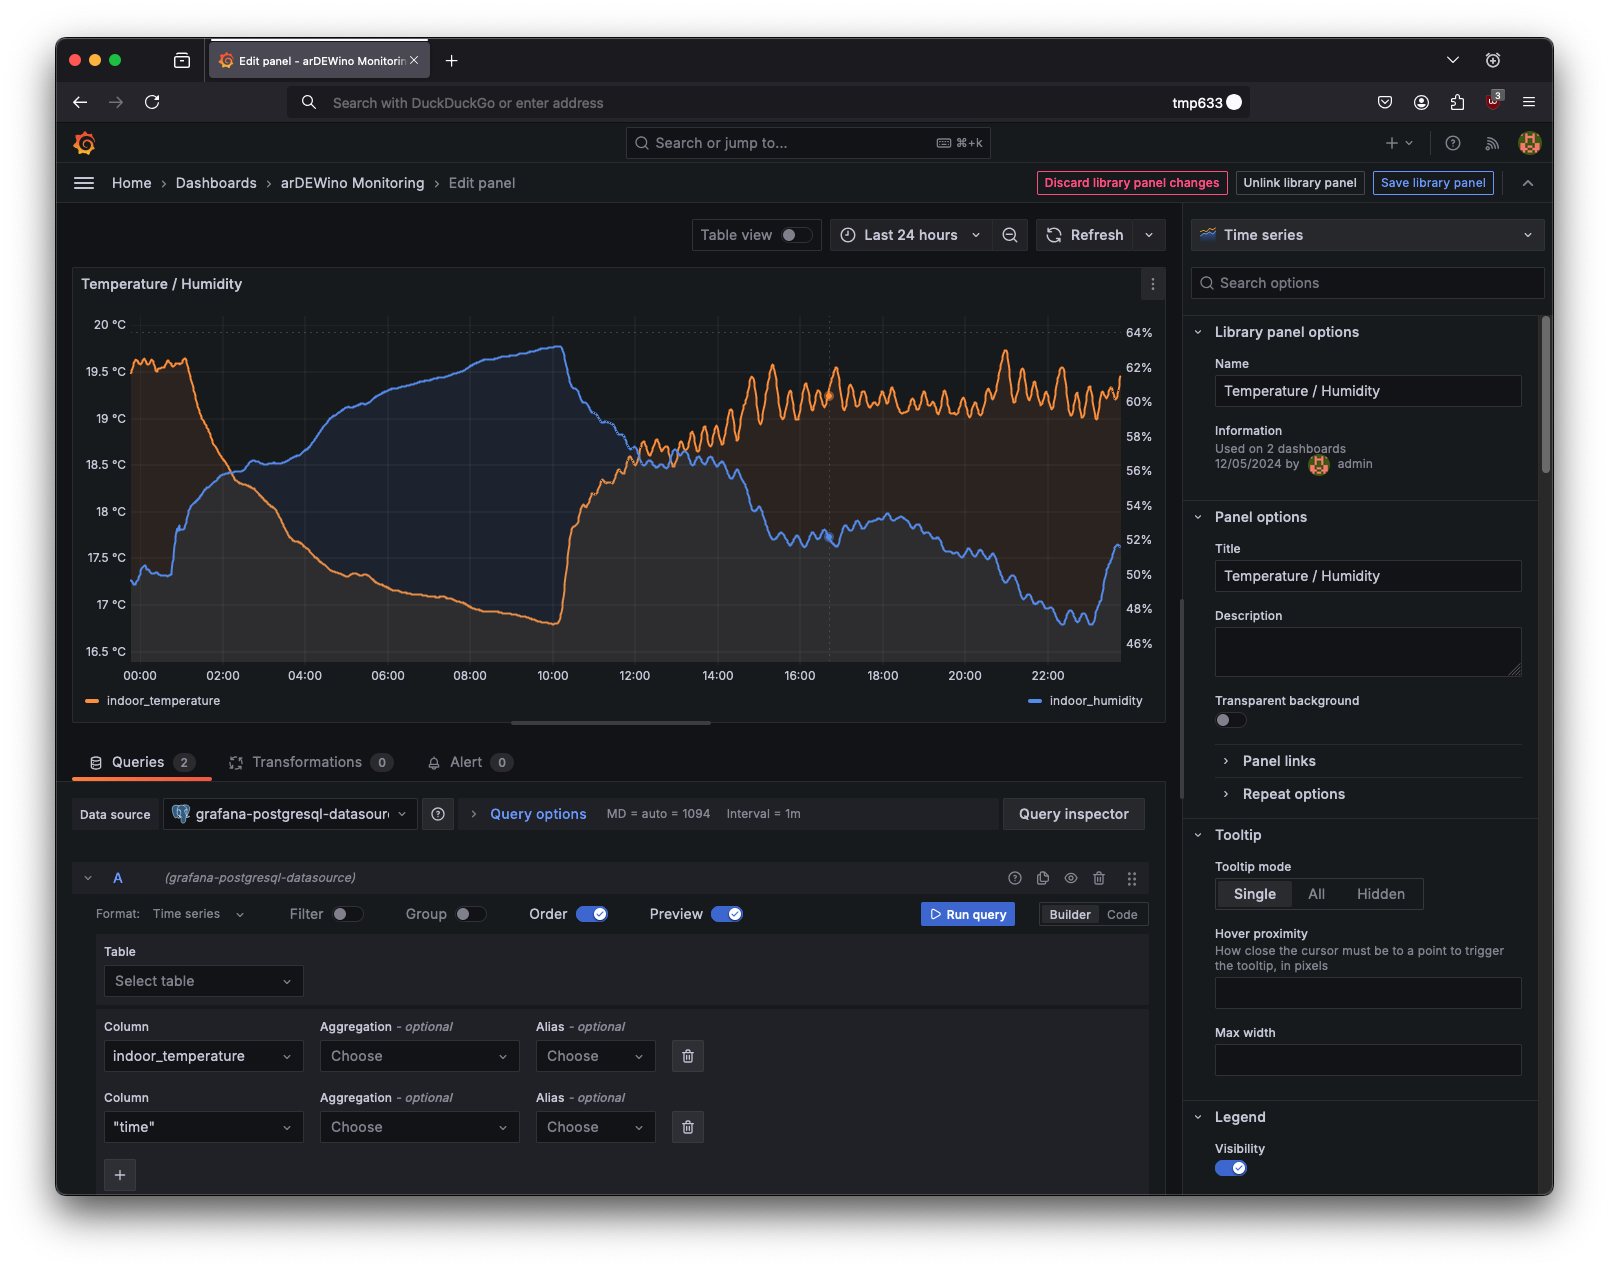 Edit panel - arDEWino Monitorin
Search with DuckDuckGo or enter address
tmp633
3
Search or jump to...
⌘+k
Home › Dashboards › arDEWino Monitoring › Edit panel
Discard library panel changes
Unlink library panel
Save library panel
Table view
Last 24 hours
Refresh
Time series
Temperature / Humidity
Search options
20 °C
19.5 °C
19 °C
18.5 °C
18 °C
17.5 °C
17 °C
16.5 °C
64%
62%
60%
58%
56%
54%
52%
50%
48%
46%
00:00 02:00 04:00 06:00 08:00 10:00 12:00 14:00 16:00 18:00 20:00 22:00
indoor_temperature
indoor_humidity
Queries 2
Transformations 0
Alert 0
Data source
grafana-postgresql-datasour
Query options
MD = auto = 1094
Interval = 1m
Query inspector
A
(grafana-postgresql-datasource)
Format: Time series
Filter
Group
Order
Preview
Run query
Builder
Code
Table
Select table
Column
Aggregation - optional
Alias - optional
indoor_temperature
Choose
Choose
Column
Aggregation - optional
Alias - optional
"time"
Choose
Choose
Library panel options
Name
Temperature / Humidity
Information
Used on 2 dashboards
12/05/2024 by admin
Panel options
Title
Temperature / Humidity
Description
Transparent background
Panel links
Repeat options
Tooltip
Tooltip mode
Single
All
Hidden
Hover proximity
How close the cursor must be to a point to trigger
the tooltip, in pixels
Max width
Legend
Visibility